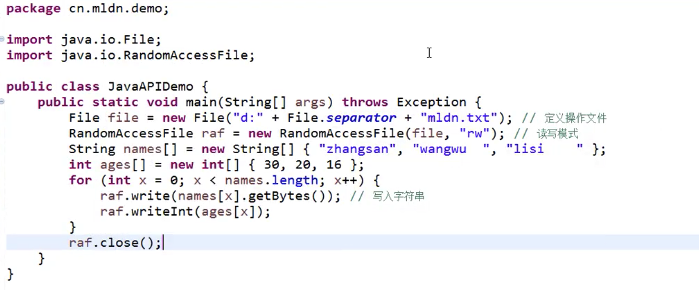 package cn.mldn.demo;
import java.io.File;
import java.io.RandomAccessFile;
public class JavaAPIDemo {
    public static void main(String[] args) throws Exception {
        File file = new File("d:" + File.separator + "mldn.txt"); // 定义操作文件
        RandomAccessFile raf = new RandomAccessFile(file, "rw"); // 读写模式
        String names[] = new String[] { "zhangsan", "wangwu  ", "lisi    " };
        int ages[] = new int[] { 30, 20, 16 };
        for (int x = 0; x < names.length; x++) {
            raf.write(names[x].getBytes()); // 写入字符串
            raf.writeInt(ages[x]);
        }
        raf.close();
    }
}